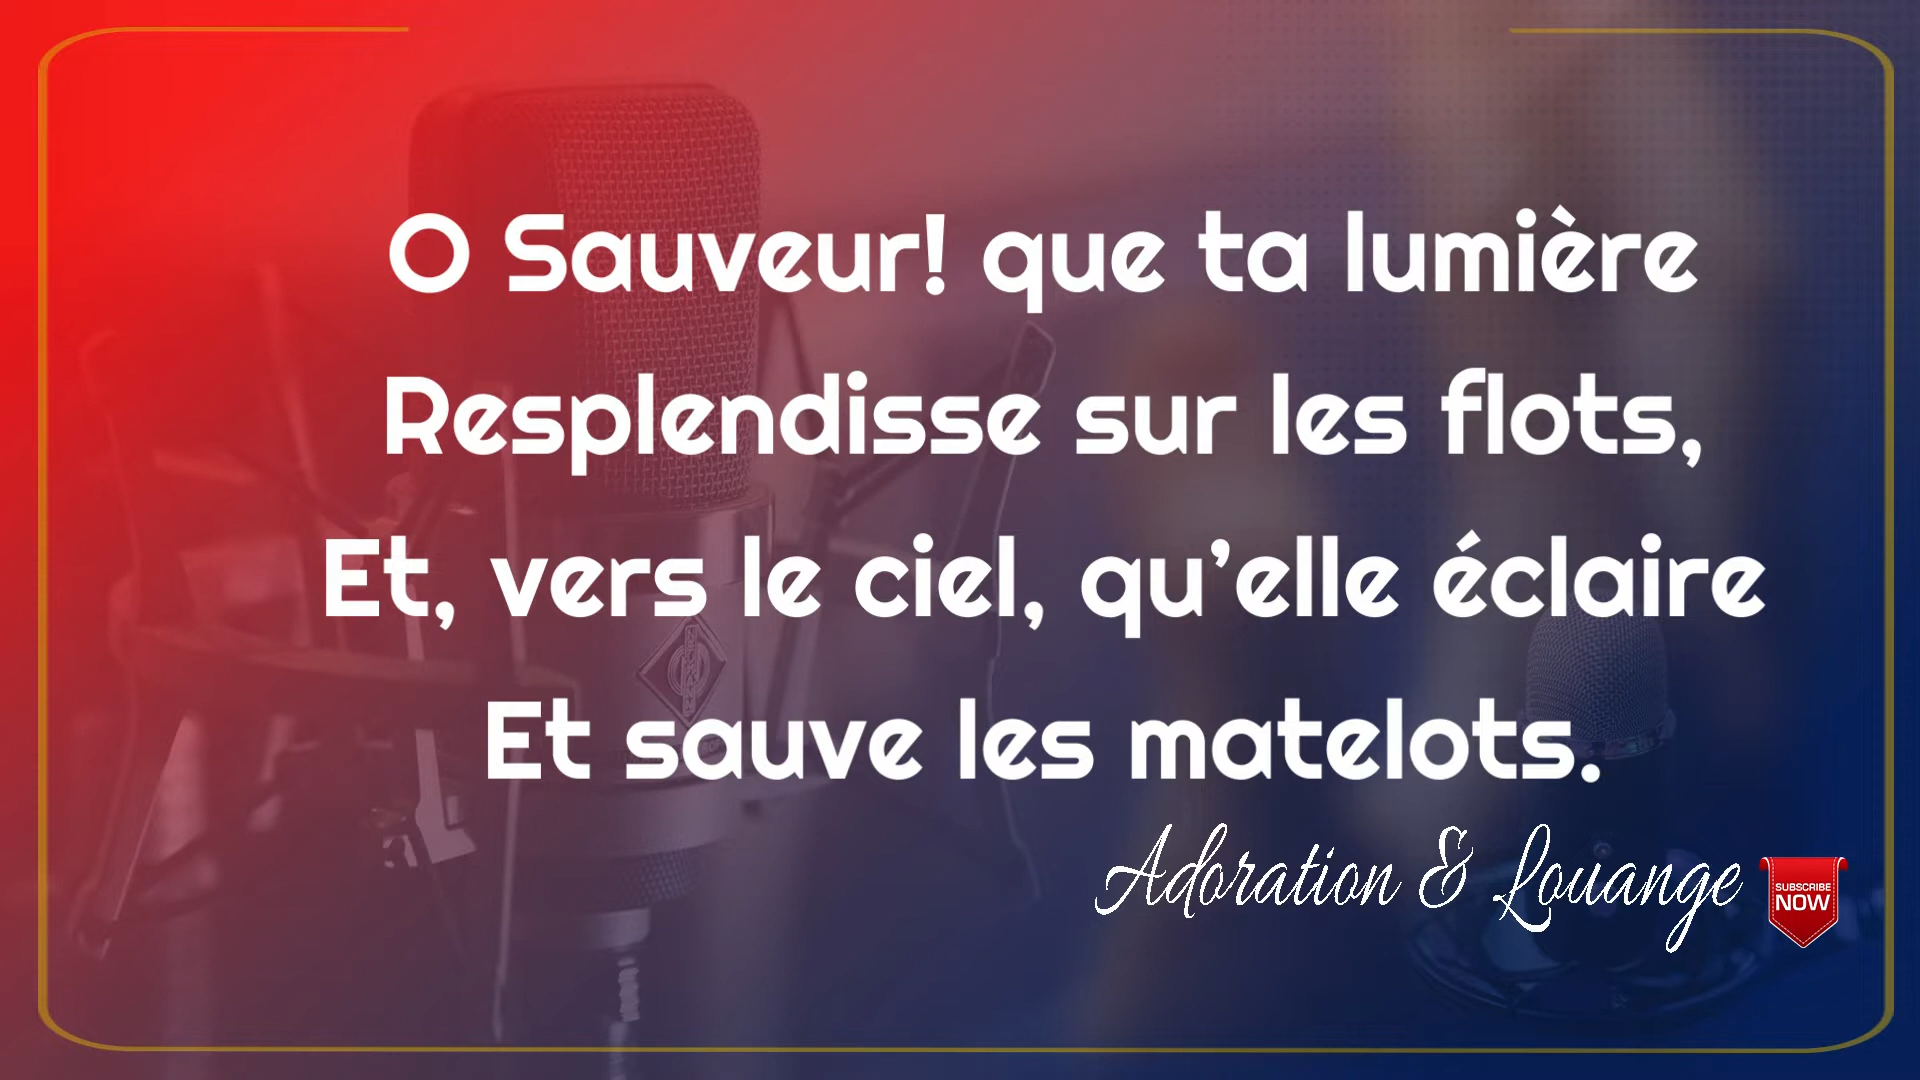 O Sauveur! que ta lumière
Resplendisse sur les flots,
Et, vers le ciel, qu’elle éclaire
Et sauve les matelots.
Adoration & Louange
SUBSCRIBE
NOW